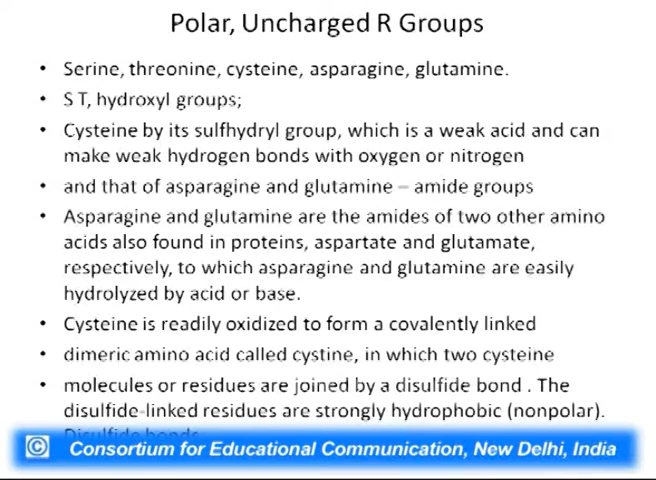 Polar, Uncharged R Groups
• Serine, threonine, cysteine, asparagine, glutamine.
• S T, hydroxyl groups;
• Cysteine by its sulfhydryl group, which is a weak acid and can
make weak hydrogen bonds with oxygen or nitrogen
• and that of asparagine and glutamine – amide groups
• Asparagine and glutamine are the amides of two other amino
acids also found in proteins, aspartate and glutamate,
respectively, to which asparagine and glutamine are easily
hydrolyzed by acid or base.
• Cysteine is readily oxidized to form a covalently linked
• dimeric amino acid called cystine, in which two cysteine
• molecules or residues are joined by a disulfide bond . The
disulfide-linked residues are strongly hydrophobic (nonpolar).
Disulfide bonds
© Consortium for Educational Communication, New Delhi, India